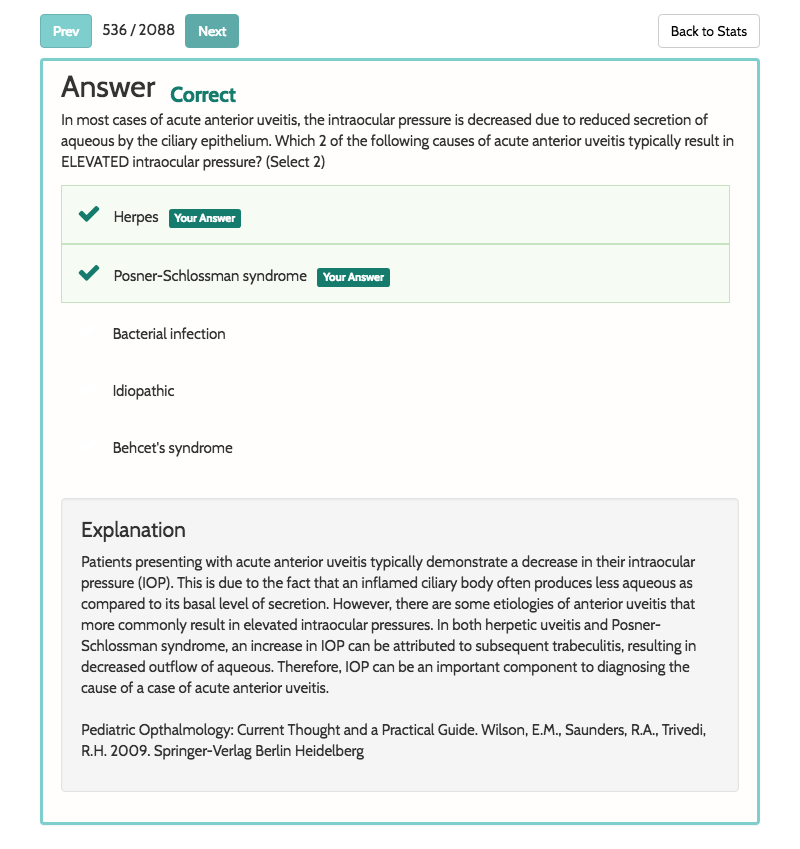 Prev 536 / 2088 Next Back to Stats
Answer Correct
In most cases of acute anterior uveitis, the intraocular pressure is decreased due to reduced secretion of
aqueous by the ciliary epithelium. Which 2 of the following causes of acute anterior uveitis typically result in
ELEVATED intraocular pressure? (Select 2)
Herpes Your Answer
Posner-Schlossman syndrome Your Answer
Bacterial infection
Idiopathic
Behcet's syndrome
Explanation
Patients presenting with acute anterior uveitis typically demonstrate a decrease in their intraocular
pressure (IOP). This is due to the fact that an inflamed ciliary body often produces less aqueous as
compared to its basal level of secretion. However, there are some etiologies of anterior uveitis that
more commonly result in elevated intraocular pressures. In both herpetic uveitis and Posner-
Schlossman syndrome, an increase in IOP can be attributed to subsequent trabeculitis, resulting in
decreased outflow of aqueous. Therefore, IOP can be an important component to diagnosing the
cause of a case of acute anterior uveitis.
Pediatric Opthalmology: Current Thought and a Practical Guide. Wilson, E.M., Saunders, R.A., Trivedi,
R.H. 2009. Springer-Verlag Berlin Heidelberg